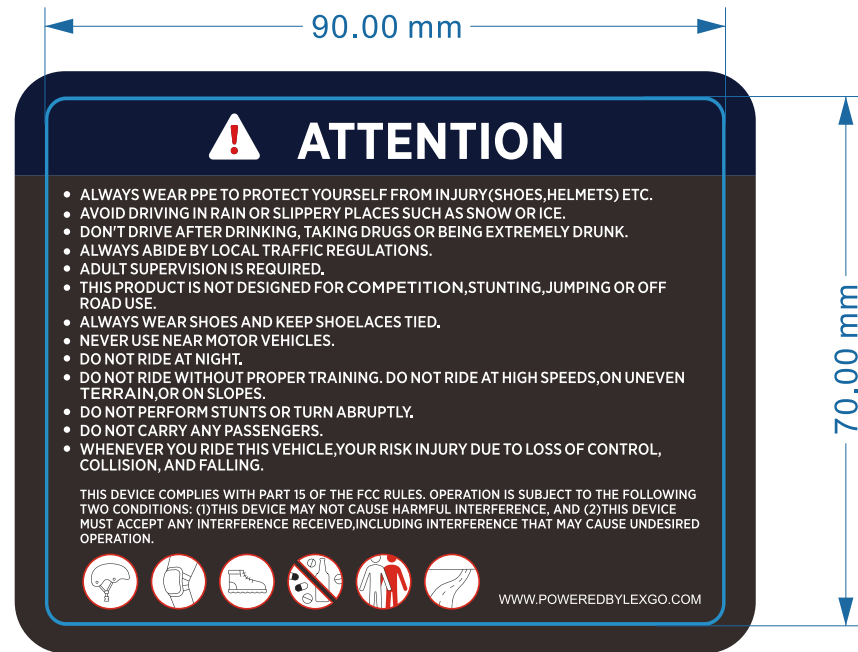 90.00 mm
ATTENTION
• ALWAYS WEAR PPE TO PROTECT YOURSELF FROM INJURY(SHOES,HELMETS) ETC.
• AVOID DRIVING IN RAIN OR SLIPPERY PLACES SUCH AS SNOW OR ICE.
• DON'T DRIVE AFTER DRINKING, TAKING DRUGS OR BEING EXTREMELY DRUNK.
• ALWAYS ABIDE BY LOCAL TRAFFIC REGULATIONS.
• ADULT SUPERVISION IS REQUIRED.
• THIS PRODUCT IS NOT DESIGNED FOR COMPETITION,STUNTING,JUMPING OR OFF
ROAD USE.
• ALWAYS WEAR SHOES AND KEEP SHOELACES TIED.
• NEVER USE NEAR MOTOR VEHICLES.
• DO NOT RIDE AT NIGHT.
• DO NOT RIDE WITHOUT PROPER TRAINING. DO NOT RIDE AT HIGH SPEEDS,ON UNEVEN
TERRAIN,OR ON SLOPES.
• DO NOT PERFORM STUNTS OR TURN ABRUPTLY.
• DO NOT CARRY ANY PASSENGERS.
• WHENEVER YOU RIDE THIS VEHICLE,YOUR RISK INJURY DUE TO LOSS OF CONTROL,
COLLISION, AND FALLING.
THIS DEVICE COMPLIES WITH PART 15 OF THE FCC RULES. OPERATION IS SUBJECT TO THE FOLLOWING
TWO CONDITIONS: (1)THIS DEVICE MAY NOT CAUSE HARMFUL INTERFERENCE, AND (2)THIS DEVICE
MUST ACCEPT ANY INTERFERENCE RECEIVED,INCLUDING INTERFERENCE THAT MAY CAUSE UNDESIRED
OPERATION.
WWW.POWEREDBYLEXGO.COM
70.00 mm